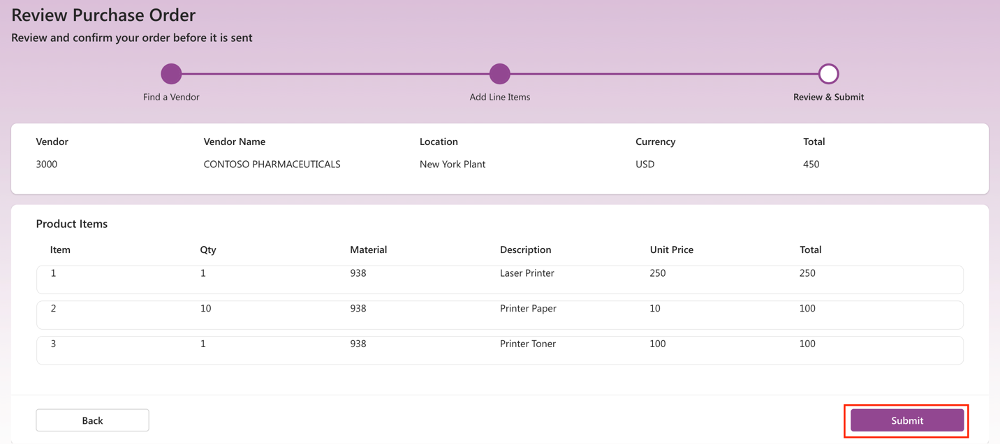 Review Purchase Order
Review and confirm your order before it is sent
Find a Vendor Add Line Items Review & Submit
Vendor Vendor Name Location Currency Total
3000 CONTOSO PHARMACEUTICALS New York Plant USD 450
Product Items
Item Qty Material Description Unit Price Total
1 1 938 Laser Printer 250 250
2 10 938 Printer Paper 10 100
3 1 938 Printer Toner 100 100
Back Submit